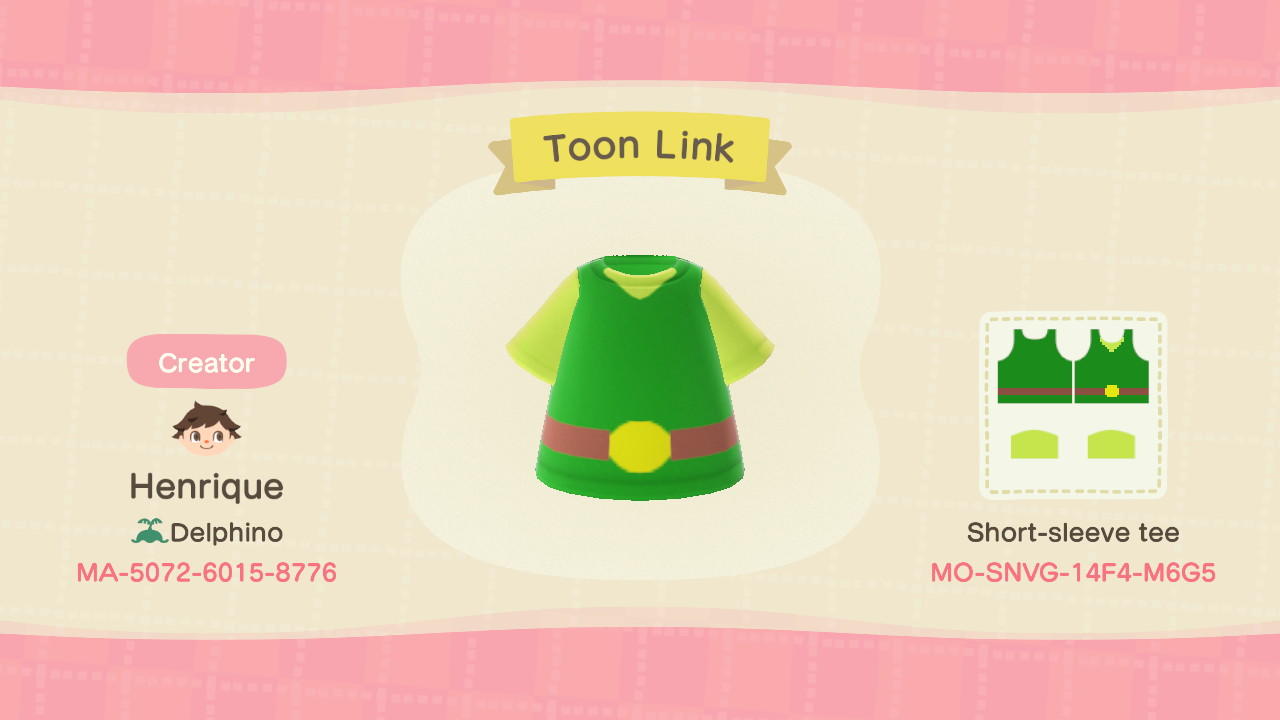 Toon Link
Creator
Henrique
Delphino
MA-5072-6015-8776
Short-sleeve tee
MO-SNVG-14F4-M6G5